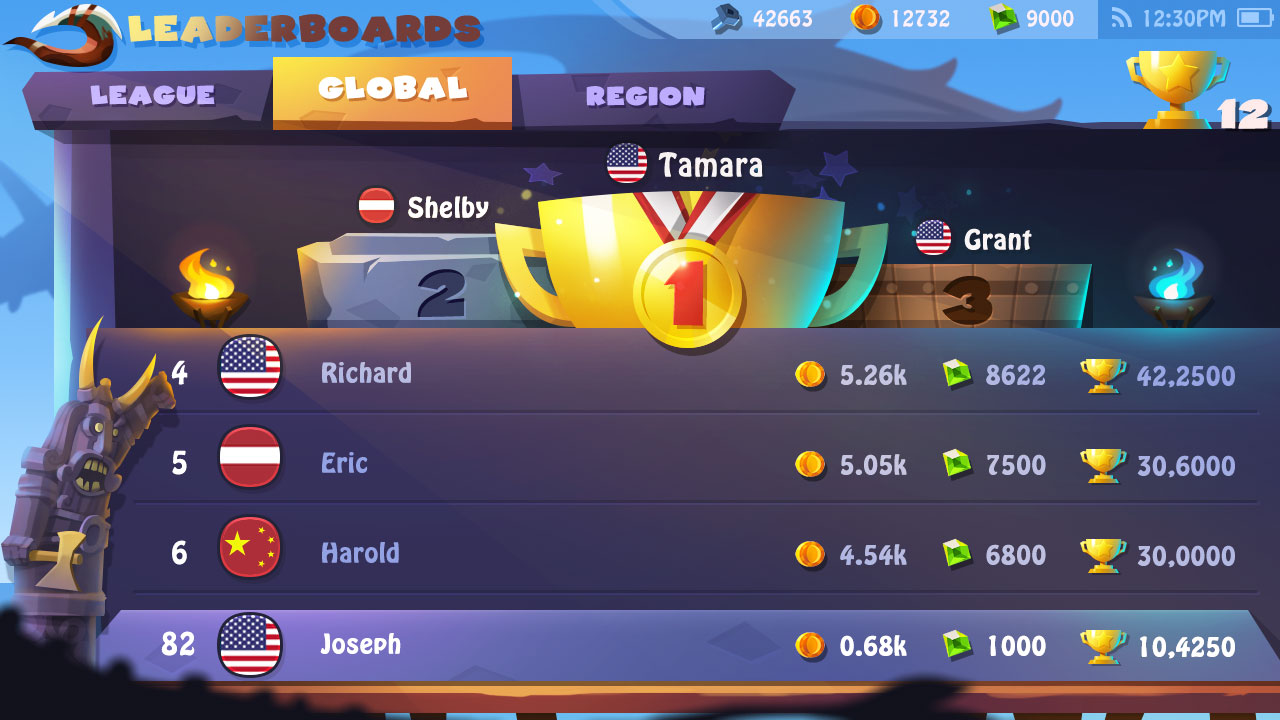 LEADERBOARDS
42663
12732
9000
12:30PM
LEAGUE
GLOBAL
REGION
12
Tamara
Shelby
Grant
2
1
3
4 Richard 5.26k 8622 42,2500
5 Eric 5.05k 7500 30,6000
6 Harold 4.54k 6800 30,0000
82 Joseph 0.68k 1000 10,4250